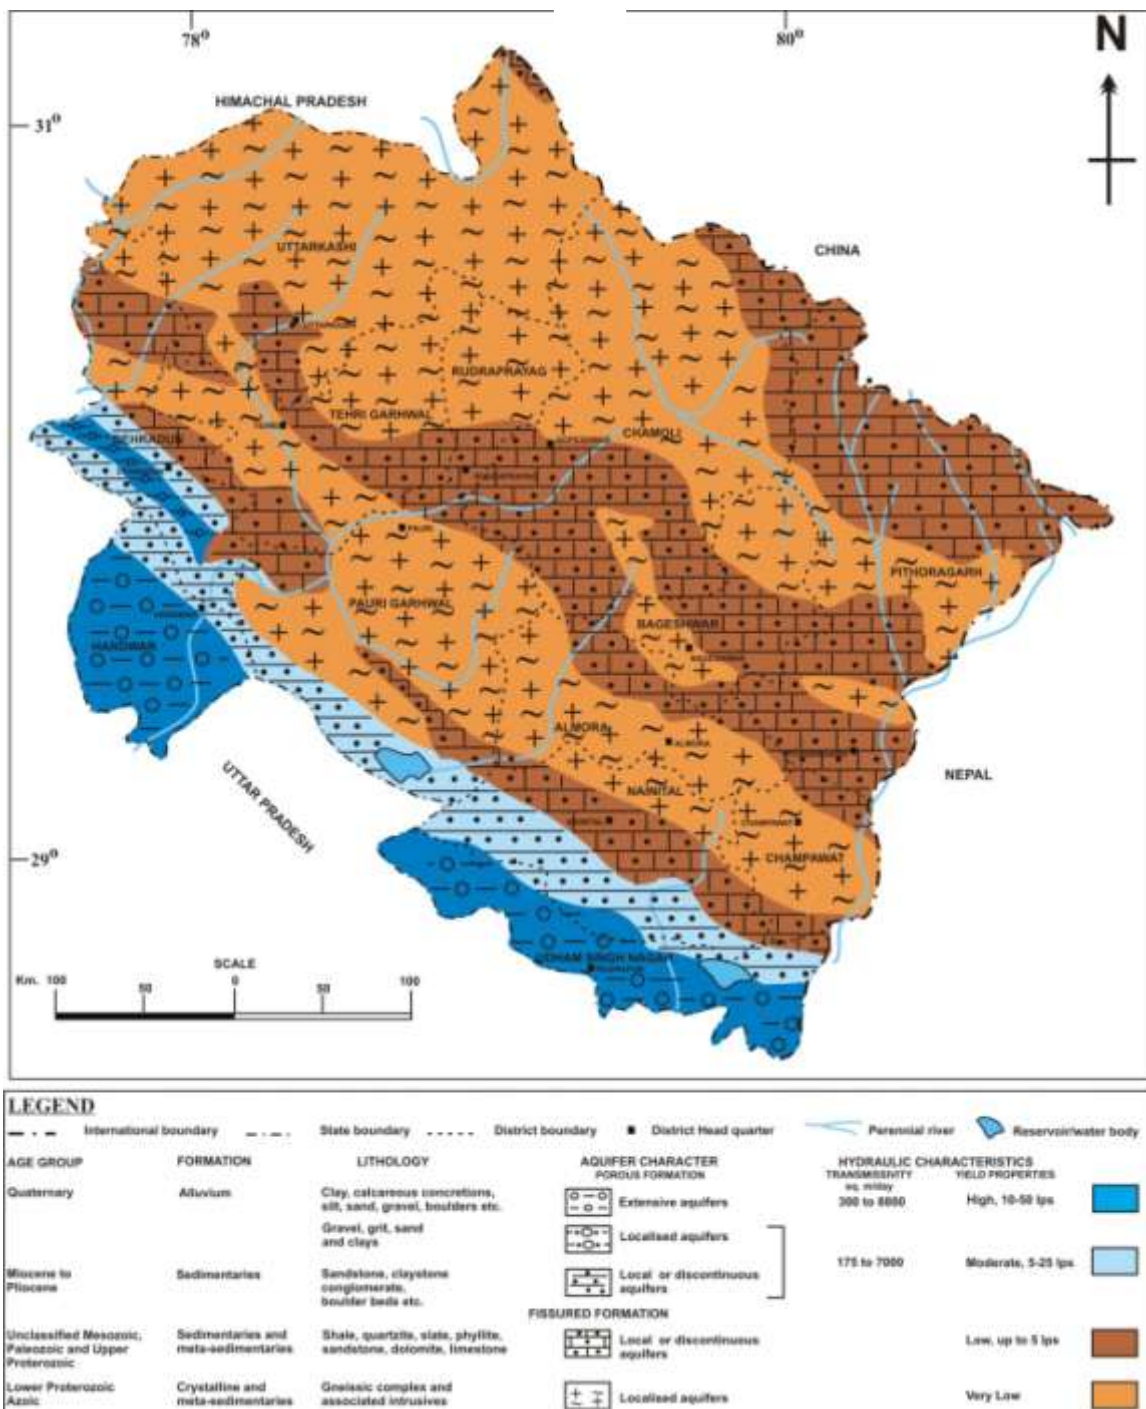 78°
80°
N
HIMACHAL PRADESH
31°
CHINA
UTTARKASHI
RUDRAPRAYAG
TEHRI GARHWAL
CHAMOLI
DEHRADUN
PAURI
PITHORAGARH
PAURI GARHWAL
BAGESHWAR
HARDWAR
ALMORA
ALMORA
NEPAL
UTTAR PRADESH
NAINITAL
CHAMPAWAT
CHAMPAWAT
29°
UDHAM SINGH NAGAR
SCALE
Km. 100 50 0 50 100
LEGEND
International boundary State boundary District boundary District Head quarter Perennial river Reservoir/water body
AGE GROUP FORMATION LITHOLOGY AQUIFER CHARACTER HYDRAULIC CHARACTERISTICS
POROUS FORMATION TRANSMISSIVITY YIELD PROPERTIES
sq. m/day
Quaternary Alluvium Clay, calcareous concretions, Extensive aquifers 300 to 8000 High, 10-50 lps
silt, sand, gravel, boulders etc.
Gravel, grit, sand Localised aquifers
and clays
Miocene to Sedimentaries Sandstone, claystone Local or discontinuous 175 to 7000 Moderate, 5-25 lps
Pliocene conglomerate, aquifers
boulder beds etc.
FISSURED FORMATION
Unclassified Mesozoic, Sedimentaries and Shale, quartzite, slate, phyllite, Local or discontinuous Low, up to 5 lps
Paleozoic and Upper meta-sedimentaries sandstone, dolomite, limestone aquifers
Proterozoic
Lower Proterozoic Crystalline and Gneissic complex and Localised aquifers Very Low
Azoic meta-sedimentaries associated intrusives